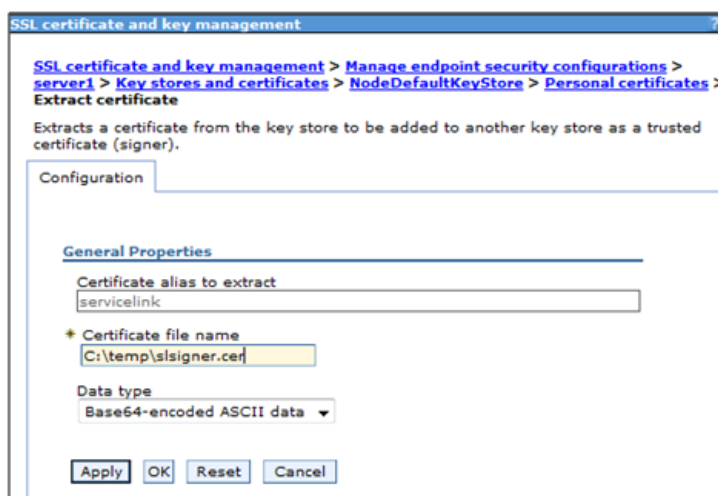 SSL certificate and key management ?
SSL certificate and key management > Manage endpoint security configurations >
server1 > Key stores and certificates > NodeDefaultKeyStore > Personal certificates >
Extract certificate
Extracts a certificate from the key store to be added to another key store as a trusted
certificate (signer).
Configuration
General Properties
Certificate alias to extract
servicelink
* Certificate file name
C:\temp\slsigner.cer
Data type
Base64-encoded ASCII data
Apply OK Reset Cancel